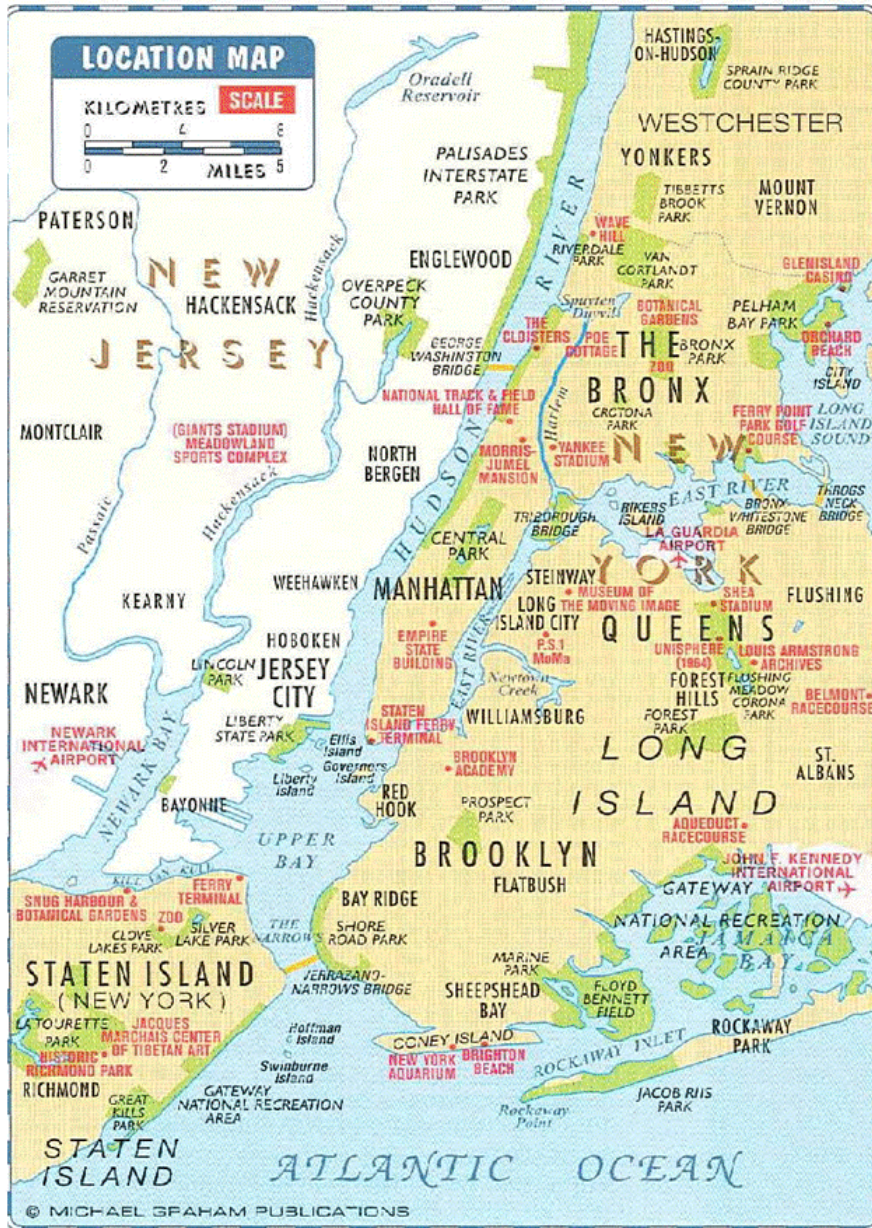 LOCATION MAP
KILOMETRES SCALE
0 4 8
0 2 MILES 5
Oradell
Reservoir
HASTINGS-
ON-HUDSON
SPRAIN RIDGE
COUNTY PARK
WESTCHESTER
PALISADES
INTERSTATE
PARK
YONKERS
TIBBETTS
BROOK
PARK
MOUNT
VERNON
PATERSON
GARRET
MOUNTAIN
RESERVATION
NEW
JERSEY
HACKENSACK
Hackensack
ENGLEWOOD
OVERPECK
COUNTY
PARK
HUDSON RIVER
WAVE
HILL
RIVERDALE
PARK
VAN
CORTLANDT
PARK
GLENISLAND
CASINO
Spuyten
Duyvil
BOTANICAL
GARDENS
PELHAM
BAY PARK
ORCHARD
BEACH
CITY
ISLAND
THE
CLOISTERS
POE
COTTAGE
THE
BRONX
ZOO
BRONX
PARK
GEORGE
WASHINGTON
BRIDGE
NATIONAL TRACK & FIELD
HALL OF FAME
Harlem
CROTONA
PARK
FERRY POINT
PARK GOLF
COURSE
LONG
ISLAND
SOUND
MONTCLAIR
(GIANTS STADIUM)
MEADOWLAND
SPORTS COMPLEX
NORTH
BERGEN
MORRIS-
JUMEL
MANSION
YANKEE
STADIUM
NEW
YORK
Passaic
Hackensack
EAST RIVER
RIKERS
ISLAND
BRONX-
WHITESTONE
BRIDGE
THROGS
NECK
BRIDGE
TRIBOROUGH
BRIDGE
LA GUARDIA
AIRPORT
CENTRAL
PARK
MANHATTAN
WEEHAWKEN
STEINWAY
MUSEUM OF
THE MOVING IMAGE
SHEA
STADIUM
FLUSHING
KEARNY
HOBOKEN
LONG
ISLAND CITY
QUEENS
EMPIRE
STATE
BUILDING
P.S.1
MoMa
UNISPHERE
(1964)
LOUIS ARMSTRONG
ARCHIVES
LINCOLN
PARK
JERSEY
CITY
EAST RIVER
Newtown
Creek
FOREST
HILLS
FLUSHING
MEADOW
CORONA
PARK
BELMONT
RACECOURSE
NEWARK
NEWARK
INTERNATIONAL
AIRPORT
LIBERTY
STATE PARK
STATEN
ISLAND FERRY
TERMINAL
WILLIAMSBURG
FOREST
PARK
Ellis
Island
Liberty
Island
Governors
Island
BROOKLYN
ACADEMY
LONG
ISLAND
ST.
ALBANS
NEWARK BAY
BAYONNE
RED
HOOK
PROSPECT
PARK
UPPER
BAY
AQUEDUCT
RACECOURSE
BROOKLYN
FLATBUSH
JOHN F. KENNEDY
INTERNATIONAL
AIRPORT
KILL VAN KULL
SNUG HARBOUR &
BOTANICAL GARDENS
FERRY
TERMINAL
BAY RIDGE
GATEWAY
NATIONAL RECREATION
AREA
JAMAICA
BAY
ZOO
CLOVE
LAKES PARK
SILVER
LAKE PARK
THE
NARROWS
SHORE
ROAD PARK
STATEN ISLAND
(NEW YORK)
VERRAZANO-
NARROWS BRIDGE
MARINE
PARK
SHEEPSHEAD
BAY
FLOYD
BENNETT
FIELD
LATOURETTE
PARK
JACQUES
MARCHAIS CENTER
OF TIBETAN ART
HISTORIC
RICHMOND PARK
Hoffman
Island
Swinburne
Island
CONEY ISLAND
NEW YORK
AQUARIUM
BRIGHTON
BEACH
ROCKAWAY INLET
ROCKAWAY
PARK
RICHMOND
GREAT
KILLS
PARK
GATEWAY
NATIONAL RECREATION
AREA
Rockaway
Point
JACOB RIIS
PARK
STATEN
ISLAND
ATLANTIC OCEAN
© MICHAEL GRAHAM PUBLICATIONS